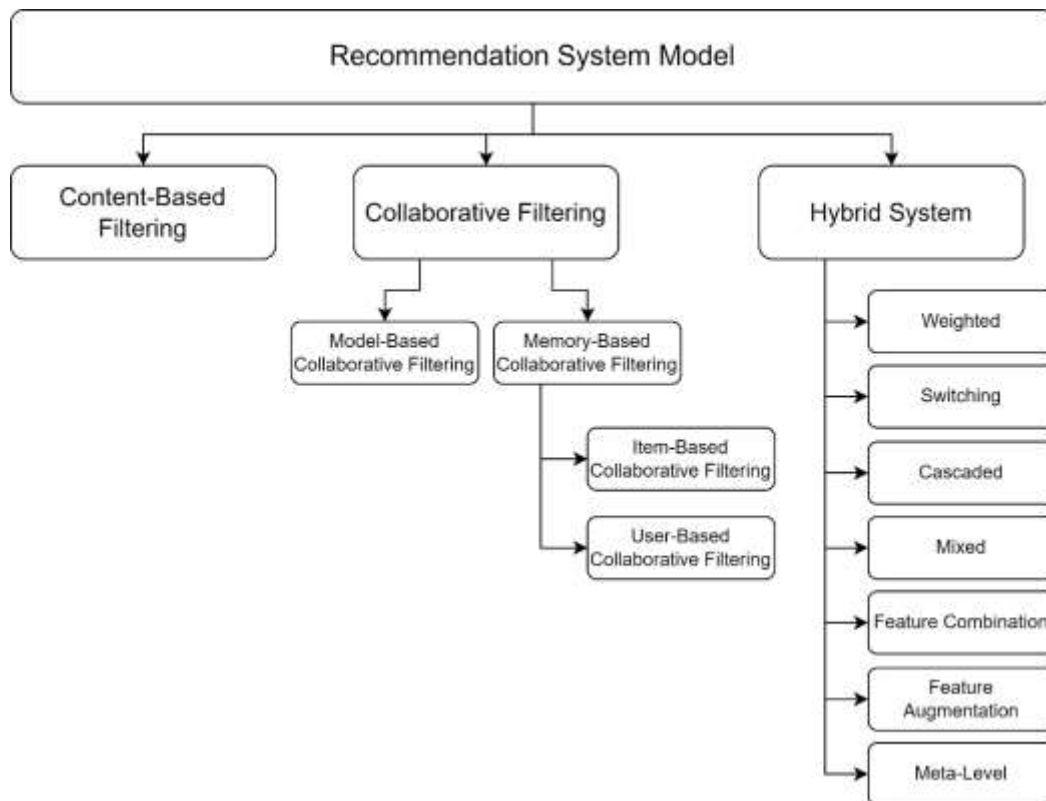 Recommendation System Model
Content-Based
Filtering
Collaborative Filtering
Hybrid System
Model-Based
Collaborative Filtering
Memory-Based
Collaborative Filtering
Item-Based
Collaborative Filtering
User-Based
Collaborative Filtering
Weighted
Switching
Cascaded
Mixed
Feature Combination
Feature
Augmentation
Meta-Level